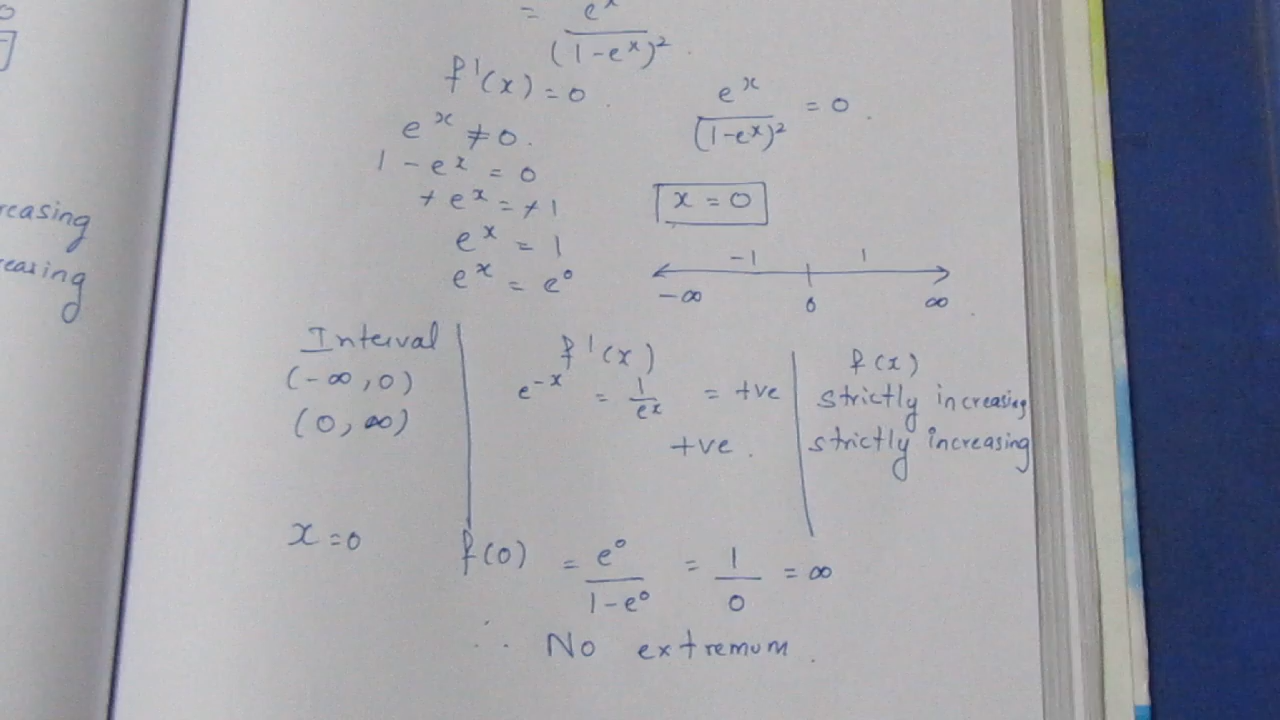 = e^x / (1-e^x)^2 .
f'(x) = 0 .
e^x / (1-e^x)^2 = 0 .
e^x ≠ 0 .
1 - e^x = 0
+ e^x = + 1
x = 0
e^x = 1
e^x = e^0
-1 1
-∞ 0 ∞
Interval f'(x) f(x)
(-∞, 0) e^-x = 1/e^x = +ve strictly increasing
(0, ∞) +ve . strictly increasing
x = 0 f(0) = e^0 / 1-e^0 = 1/0 = ∞
∴ No extremum .
reasing
easing